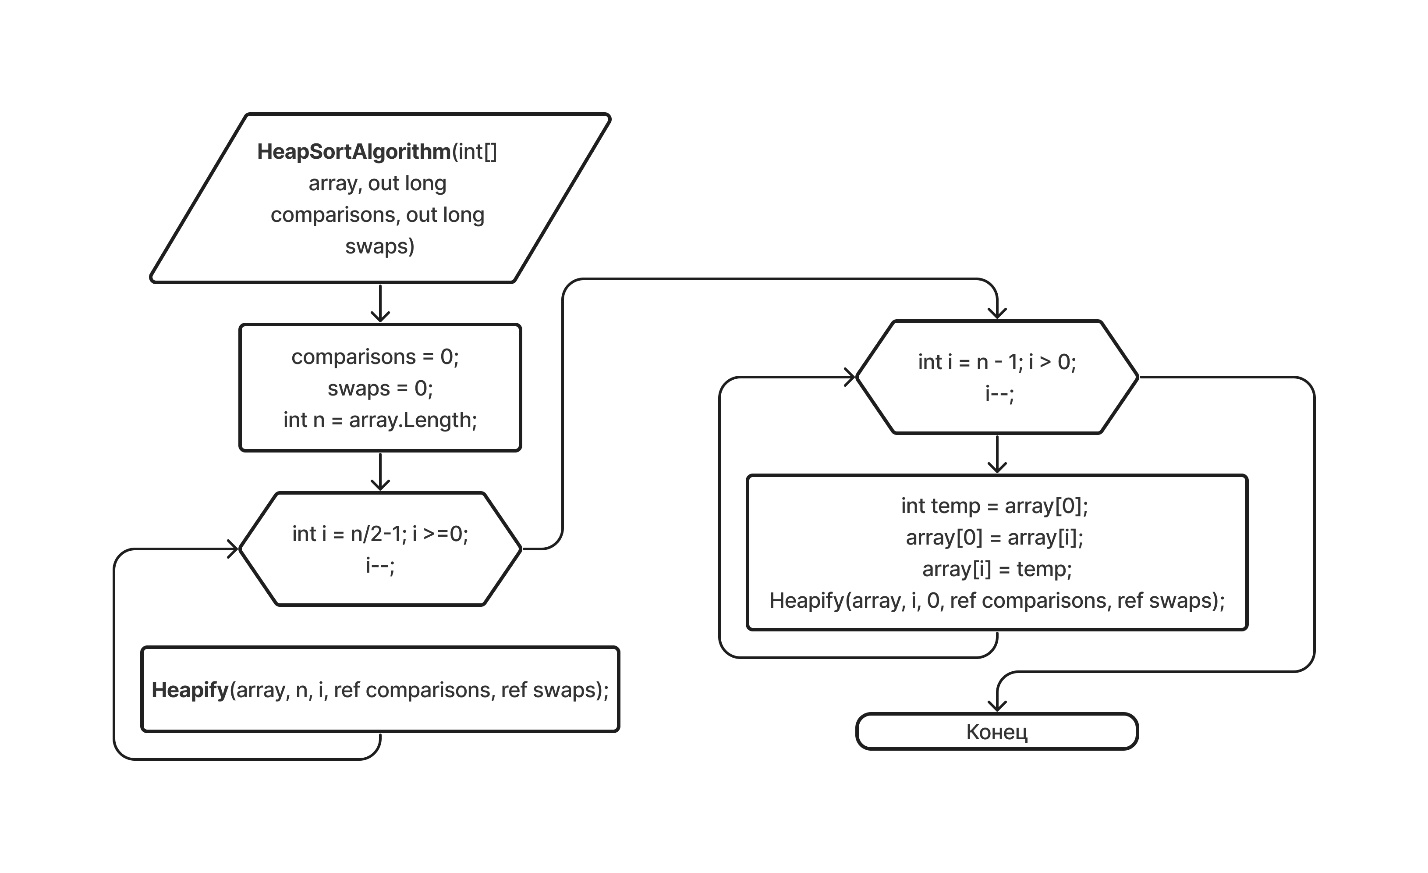 HeapSortAlgorithm(int[]
array, out long
comparisons, out long
swaps)
comparisons = 0;
swaps = 0;
int n = array.Length;
int i = n/2-1; i >=0;
i--;
Heapify(array, n, i, ref comparisons, ref swaps);
int i = n - 1; i > 0;
i--;
int temp = array[0];
array[0] = array[i];
array[i] = temp;
Heapify(array, i, 0, ref comparisons, ref swaps);
Конец